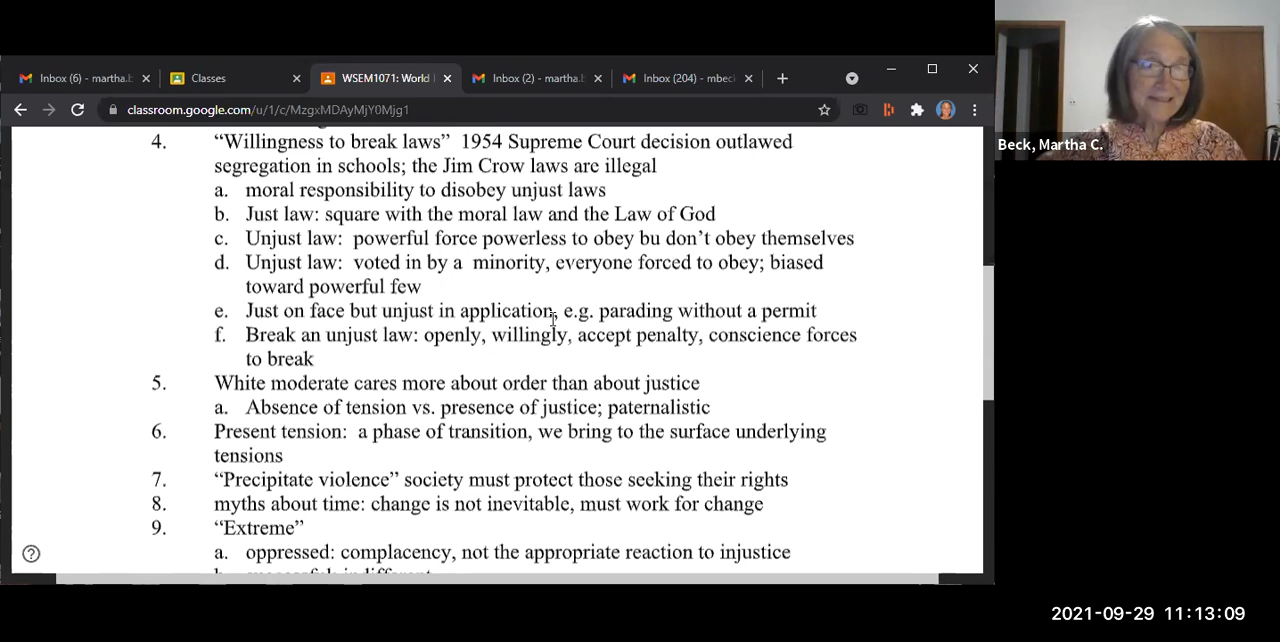 Inbox (6) - martha.b
Classes
WSEM1071: World
Inbox (2) - martha.b
Inbox (204) - mbec
classroom.google.com/u/1/c/MzgxMDAyMjY0Mjg1
Beck, Martha C.
4. “Willingness to break laws” 1954 Supreme Court decision outlawed
segregation in schools; the Jim Crow laws are illegal
a. moral responsibility to disobey unjust laws
b. Just law: square with the moral law and the Law of God
c. Unjust law: powerful force powerless to obey bu don’t obey themselves
d. Unjust law: voted in by a minority, everyone forced to obey; biased
toward powerful few
e. Just on face but unjust in application, e.g. parading without a permit
f. Break an unjust law: openly, willingly, accept penalty, conscience forces
to break
5. White moderate cares more about order than about justice
a. Absence of tension vs. presence of justice; paternalistic
6. Present tension: a phase of transition, we bring to the surface underlying
tensions
7. “Precipitate violence” society must protect those seeking their rights
8. myths about time: change is not inevitable, must work for change
9. “Extreme”
a. oppressed: complacency, not the appropriate reaction to injustice
2021-09-29 11:13:09